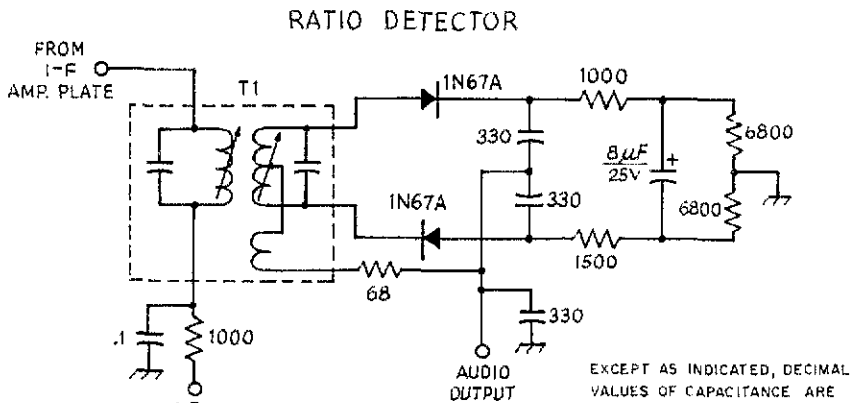 RATIO DETECTOR
FROM
I-F
AMP. PLATE
T1
1N67A
1000
330
8µF
25V
+
6800
1N67A
330
6800
1500
68
.1
1000
330
AUDIO
OUTPUT
EXCEPT AS INDICATED, DECIMAL
VALUES OF CAPACITANCE ARE